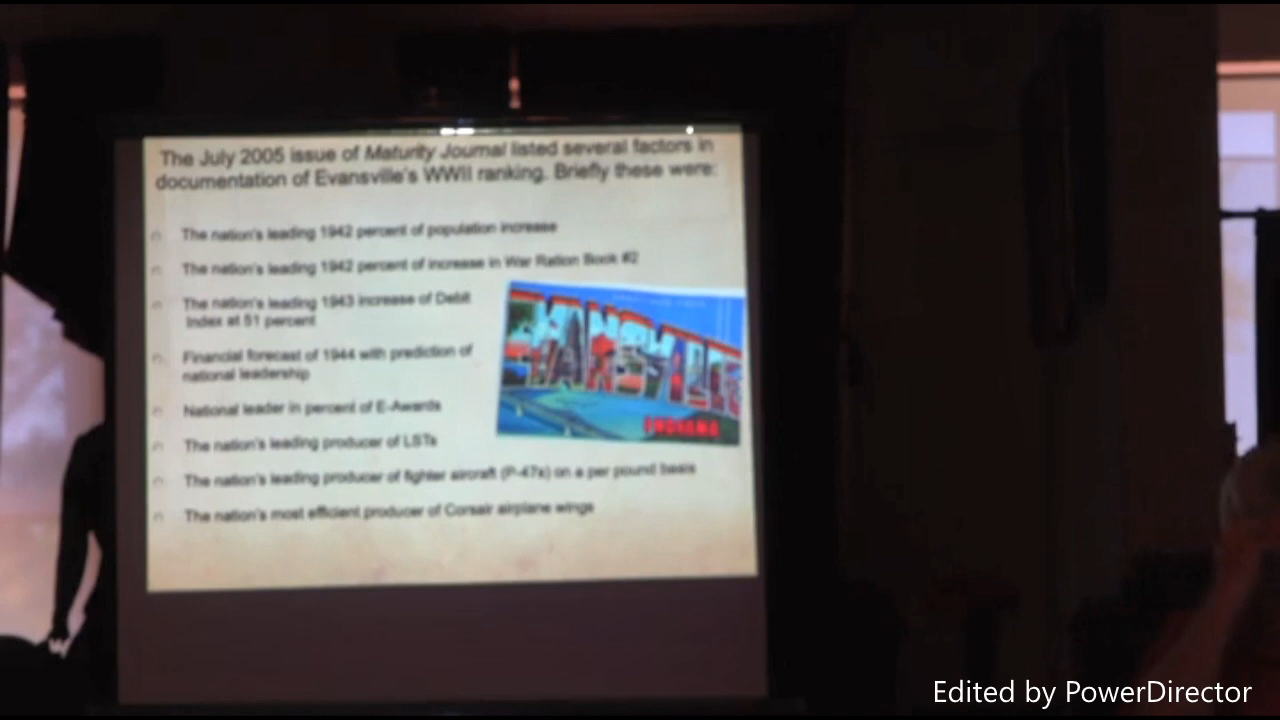 The July 2005 issue of Maturity Journal listed several factors in
documentation of Evansville's WWII ranking. Briefly these were:
The nation's leading 1942 percent of population increase
The nation's leading 1942 percent of increase in War Ration Book #2
The nation's leading 1943 increase of Debit
Index at 51 percent
Financial forecast of 1944 with prediction of
national leadership
National leader in percent of E-Awards
The nation's leading producer of LSTs
The nation's leading producer of fighter aircraft (P-47s) on a per pound basis
The nation's most efficient producer of Corsair airplane wings
EVANSVILLE
INDIANA
Edited by PowerDirector